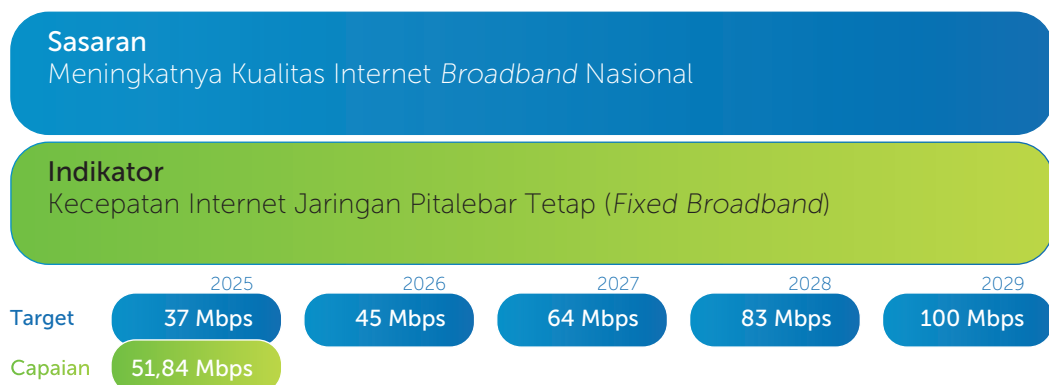 Sasaran
Meningkatnya Kualitas Internet Broadband Nasional
Indikator
Kecepatan Internet Jaringan Pitalebar Tetap (Fixed Broadband)
2025 2026 2027 2028 2029
Target 37 Mbps 45 Mbps 64 Mbps 83 Mbps 100 Mbps
Capaian 51,84 Mbps